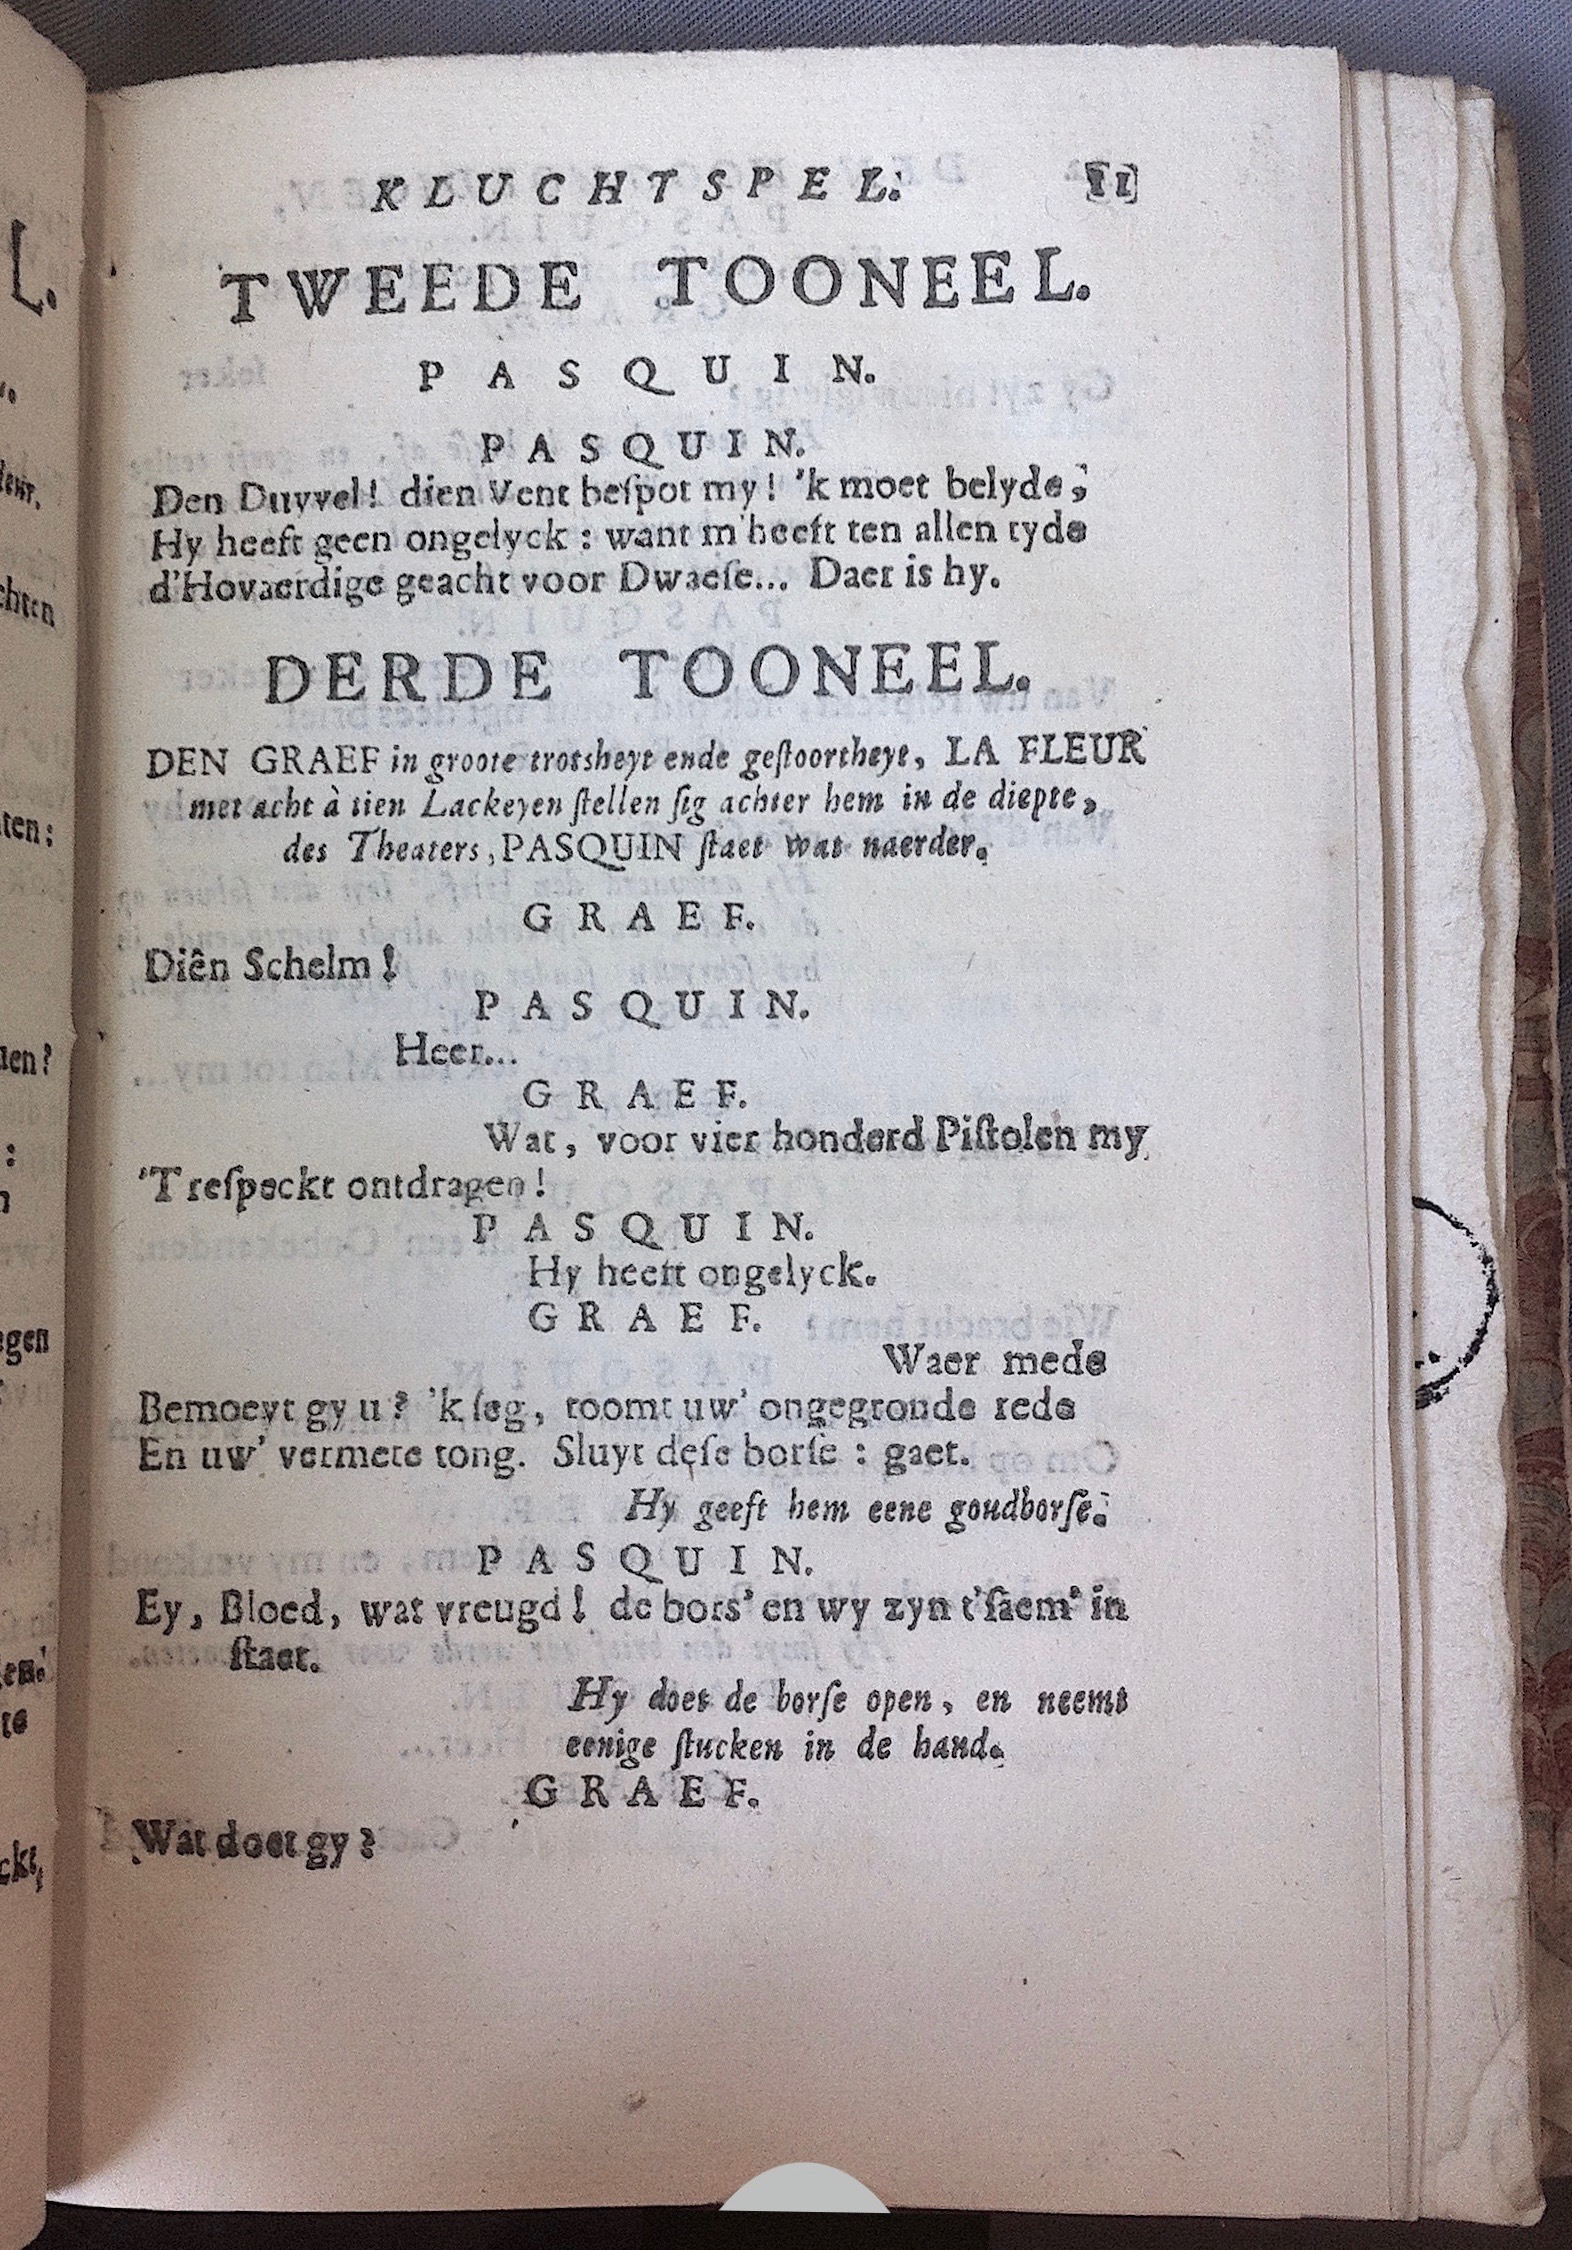 KLUCHTSPEL. 11
TWEEDE TOONEEL.
PASQUIN.
PASQUIN.
Den Duyvel! dien Vent beſpot my! 'k moet belyde;
Hy heeft geen ongelyck : want m'heeft ten allen tyde
d'Hovaerdige geacht voor Dwaeſe... Daer is hy.
DERDE TOONEEL.
DEN GRAEF in groote trotsheyt ende geſtoortheyt, LA FLEUR
met acht à tien Lackeyen ſtellen ſig achter hem in de diepte,
des Theaters, PASQUIN ſtaet wat naerder.
GRAEF.
Diên Schelm!
PASQUIN.
Heer...
GRAEF.
Wat, voor vier honderd Piſtolen my
'T reſpeckt ontdragen!
PASQUIN.
Hy heeft ongelyck.
GRAEF.
Waer mede
Bemoeyt gy u? 'k ſeg, toomt uw' ongegronde rede
En uw' vermete tong. Sluyt deſe borſe : gaet.
Hy geeft hem eene goudborſe.
PASQUIN.
Ey, Bloed, wat vreugd! de bors' en wy zyn t'ſaem' in
ſtaet.
Hy doet de borſe open, en neemt
eenige ſtucken in de hand.
GRAEF.
Wat doet gy?